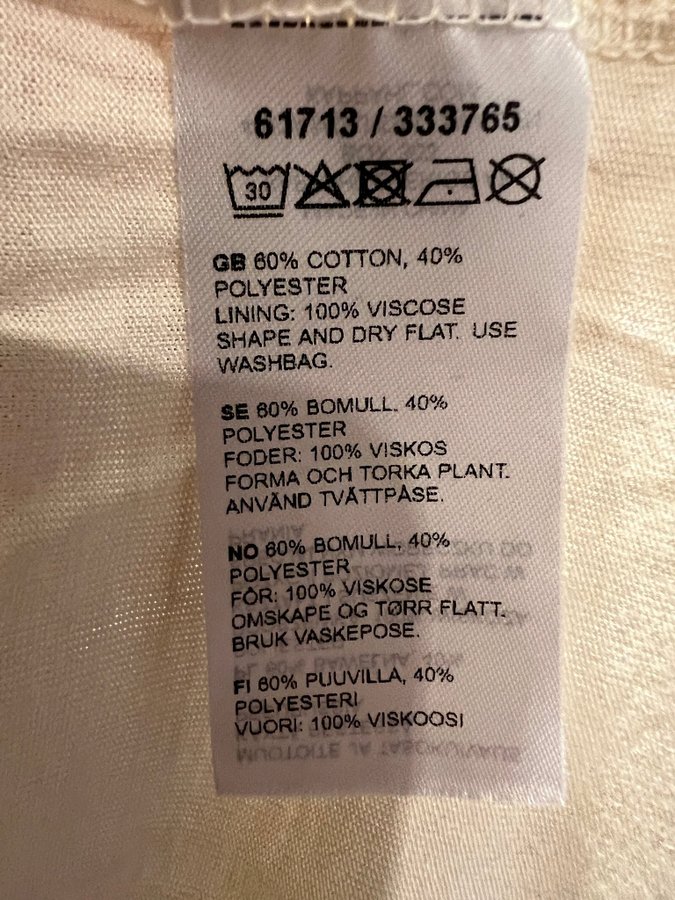 61713 / 333765
30
GB 60% COTTON, 40%
POLYESTER
LINING: 100% VISCOSE
SHAPE AND DRY FLAT. USE
WASHBAG.
SE 60% BOMULL, 40%
POLYESTER
FODER: 100% VISKOS
FORMA OCH TORKA PLANT.
ANVÄND TVÄTTPÅSE.
NO 60% BOMULL, 40%
POLYESTER
FÔR: 100% VISKOSE
OMSKAPE OG TØRR FLATT.
BRUK VASKEPOSE.
FI 60% PUUVILLA, 40%
POLYESTERI
VUORI: 100% VISKOOSI